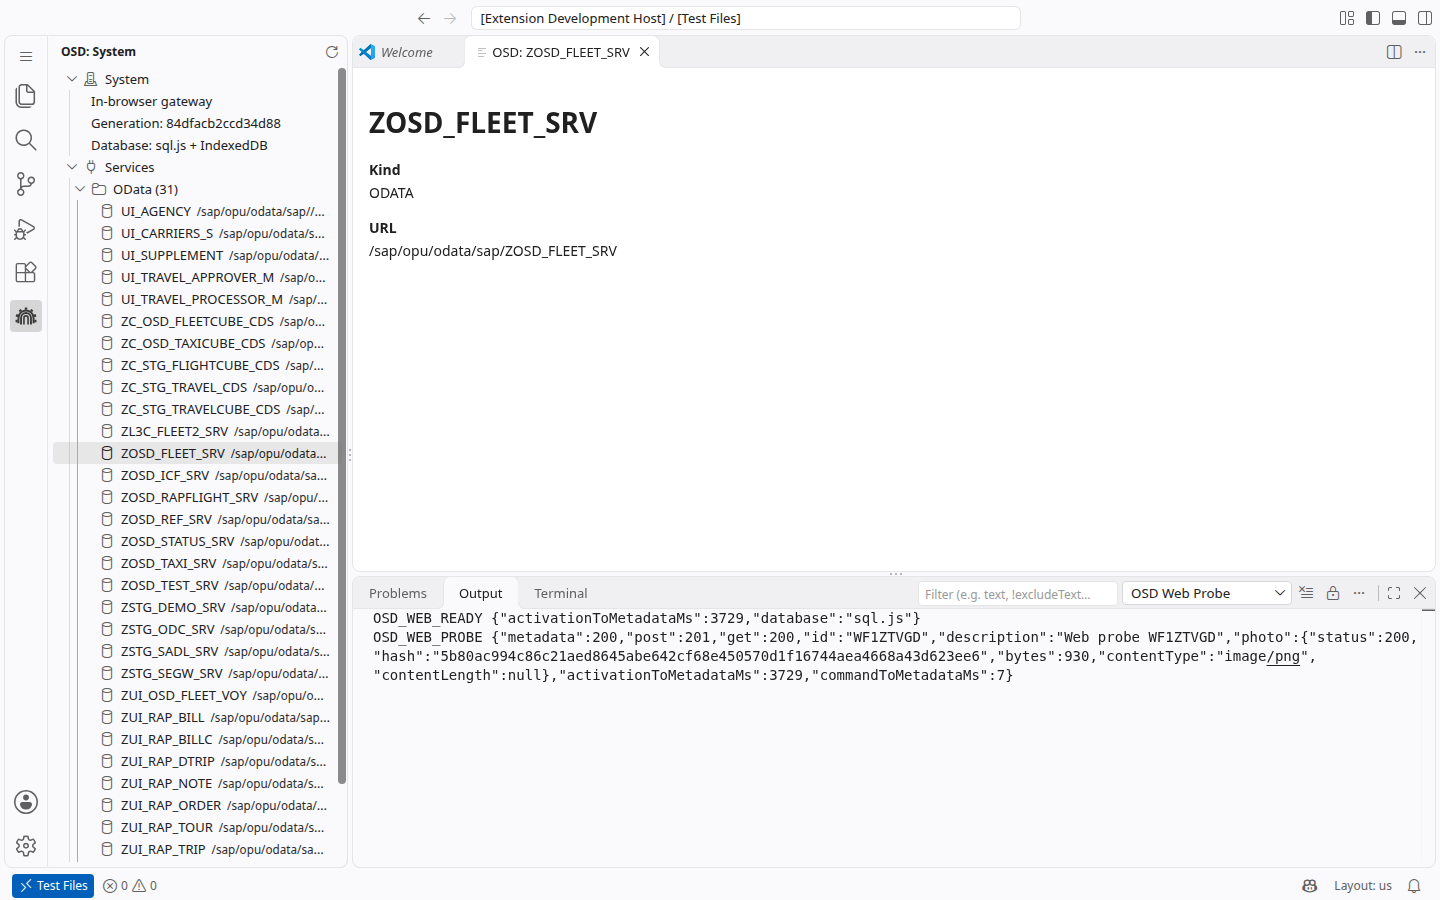 [Extension Development Host] / [Test Files]
OSD: System
System
In-browser gateway
Generation: 84dfacb2ccd34d88
Database: sql.js + IndexedDB
Services
OData (31)
UI_AGENCY /sap/opu/odata/sap//...
UI_CARRIERS_S /sap/opu/odata/s...
UI_SUPPLEMENT /sap/opu/odata/...
UI_TRAVEL_APPROVER_M /sap/o...
UI_TRAVEL_PROCESSOR_M /sap/...
ZC_OSD_FLEETCUBE_CDS /sap/o...
ZC_OSD_TAXICUBE_CDS /sap/op...
ZC_STG_FLIGHTCUBE_CDS /sap/...
ZC_STG_TRAVEL_CDS /sap/opu/o...
ZC_STG_TRAVELCUBE_CDS /sap/...
ZL3C_FLEET2_SRV /sap/opu/odata...
ZOSD_FLEET_SRV /sap/opu/odata...
ZOSD_ICF_SRV /sap/opu/odata/sa...
ZOSD_RAPFLIGHT_SRV /sap/opu/...
ZOSD_REF_SRV /sap/opu/odata/sa...
ZOSD_STATUS_SRV /sap/opu/odat...
ZOSD_TAXI_SRV /sap/opu/odata/s...
ZOSD_TEST_SRV /sap/opu/odata/...
ZSTG_DEMO_SRV /sap/opu/odata...
ZSTG_ODC_SRV /sap/opu/odata/s...
ZSTG_SADL_SRV /sap/opu/odata/s...
ZSTG_SEGW_SRV /sap/opu/odata/...
ZUI_OSD_FLEET_VOY /sap/opu/o...
ZUI_RAP_BILL /sap/opu/odata/sap...
ZUI_RAP_BILLC /sap/opu/odata/s...
ZUI_RAP_DTRIP /sap/opu/odata/s...
ZUI_RAP_NOTE /sap/opu/odata/s...
ZUI_RAP_ORDER /sap/opu/odata/...
ZUI_RAP_TOUR /sap/opu/odata/s...
ZUI_RAP_TRIP /sap/opu/odata/sa...
Welcome
OSD: ZOSD_FLEET_SRV
ZOSD_FLEET_SRV
Kind
ODATA
URL
/sap/opu/odata/sap/ZOSD_FLEET_SRV
Problems Output Terminal
Filter (e.g. text, !excludeText...
OSD Web Probe
OSD_WEB_READY {"activationToMetadataMs":3729,"database":"sql.js"}
OSD_WEB_PROBE {"metadata":200,"post":201,"get":200,"id":"WF1ZTVGD","description":"Web probe WF1ZTVGD","photo":{"status":200,
"hash":"5b80ac994c86c21aed8645abe642cf68e450570d1f16744aea4668a43d623ee6","bytes":930,"contentType":"image/png",
"contentLength":null},"activationToMetadataMs":3729,"commandToMetadataMs":7}
Test Files
0 0
Layout: us